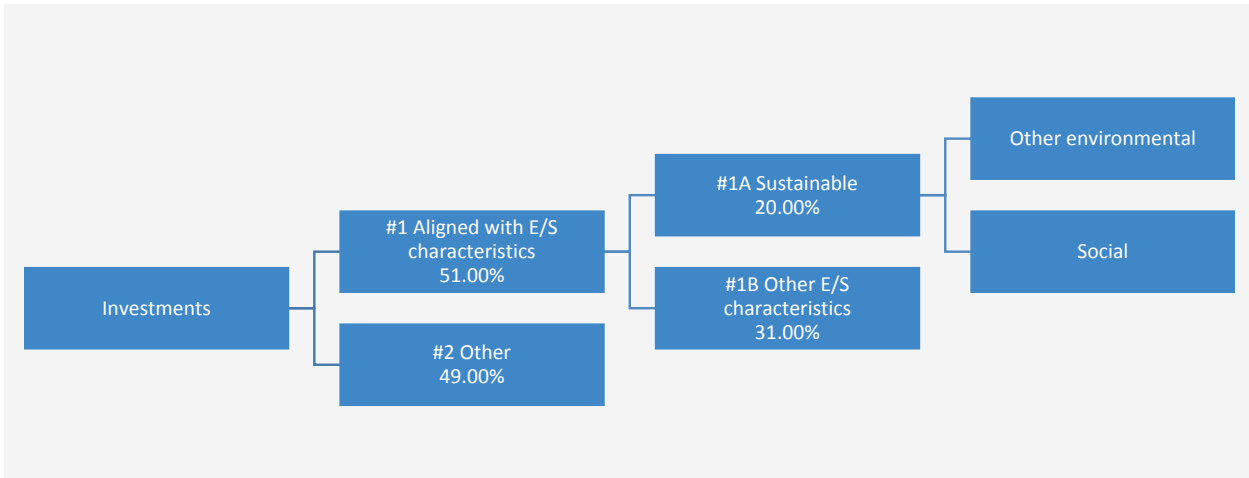 Investments
#1 Aligned with E/S
characteristics
51.00%
#2 Other
49.00%
#1A Sustainable
20.00%
#1B Other E/S
characteristics
31.00%
Other environmental
Social